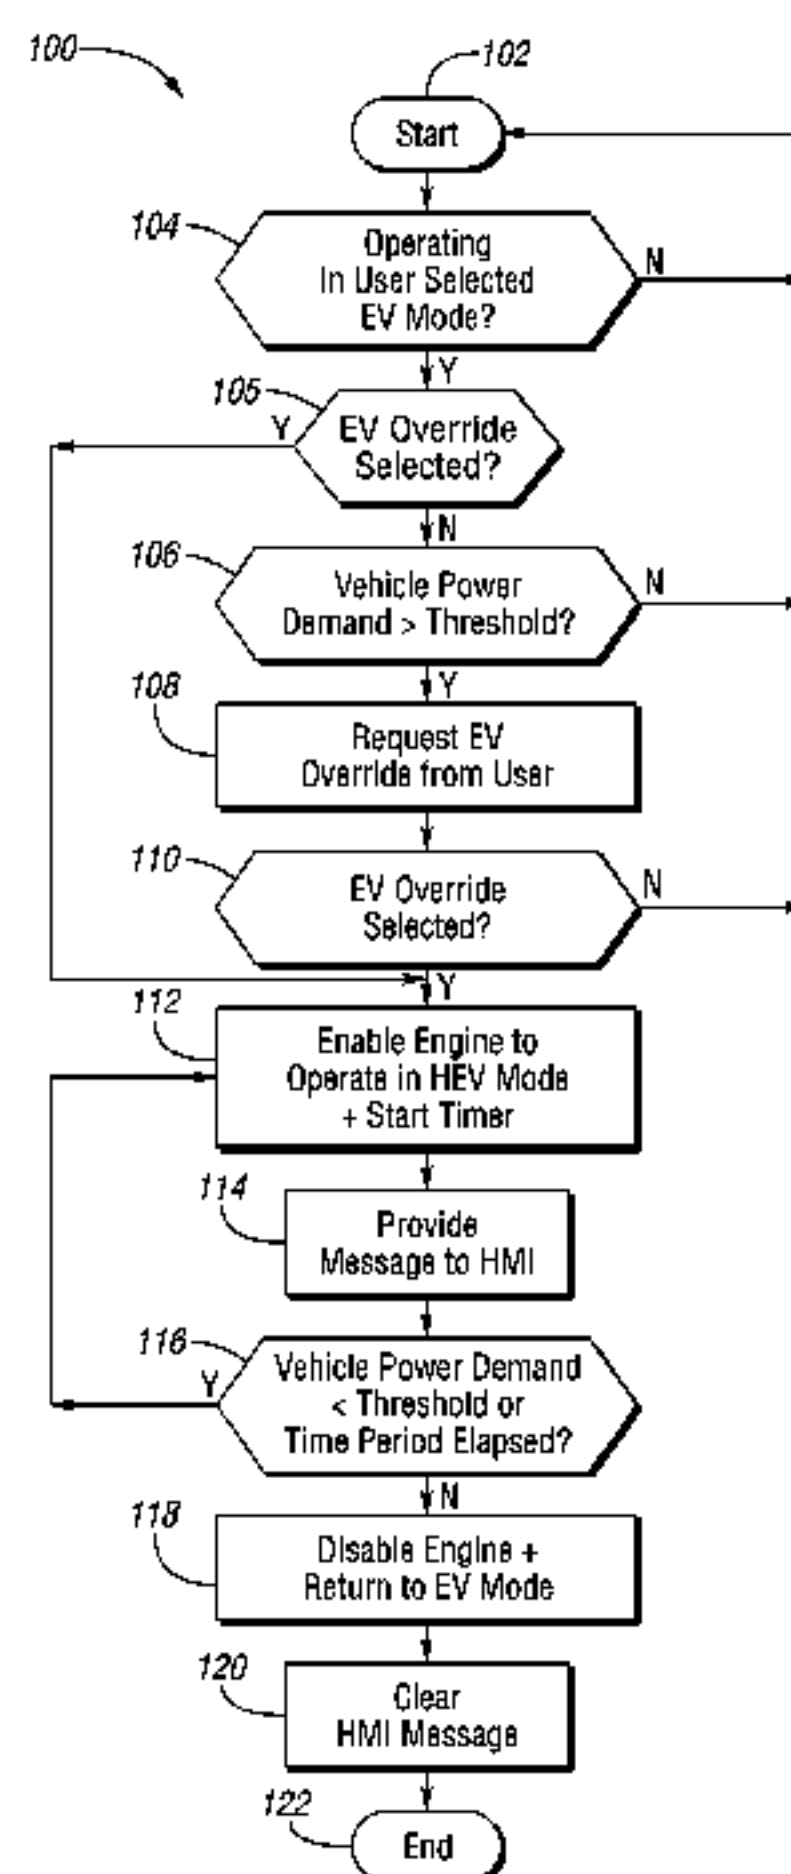 100
102
Start
104
Operating
In User Selected
EV Mode?
N
Y
105
Y
EV Override
Selected?
N
106
Vehicle Power
Demand > Threshold?
N
Y
108
Request EV
Override from User
110
EV Override
Selected?
N
Y
112
Enable Engine to
Operate in HEV Mode
+ Start Timer
114
Provide
Message to HMI
116
Y
Vehicle Power Demand
< Threshold or
Time Period Elapsed?
N
118
Disable Engine +
Return to EV Mode
120
Clear
HMI Message
122
End